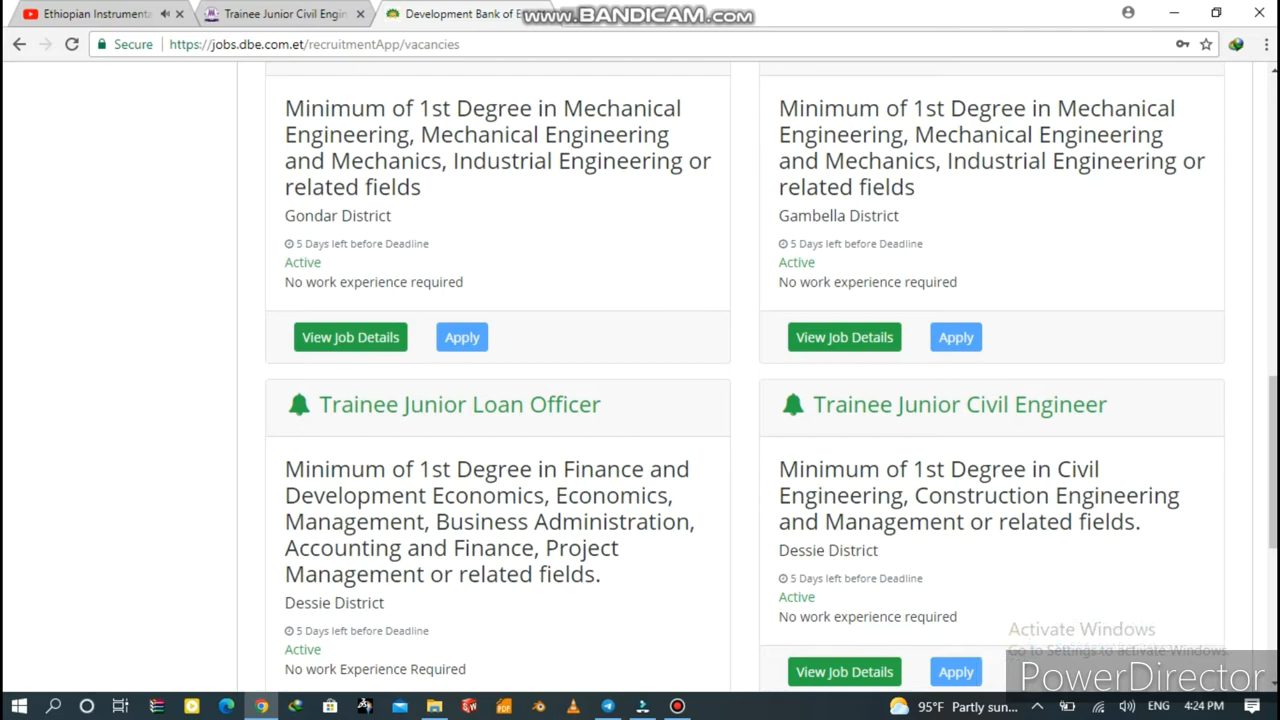 Ethiopian Instrumenta
Trainee Junior Civil Engin
Development Bank of E
www.BANDICAM.com
Secure
https://jobs.dbe.com.et/recruitmentApp/vacancies
Minimum of 1st Degree in Mechanical
Engineering, Mechanical Engineering
and Mechanics, Industrial Engineering or
related fields
Gondar District
5 Days left before Deadline
Active
No work experience required
View Job Details
Apply
Minimum of 1st Degree in Mechanical
Engineering, Mechanical Engineering
and Mechanics, Industrial Engineering or
related fields
Gambella District
5 Days left before Deadline
Active
No work experience required
View Job Details
Apply
Trainee Junior Loan Officer
Minimum of 1st Degree in Finance and
Development Economics, Economics,
Management, Business Administration,
Accounting and Finance, Project
Management or related fields.
Dessie District
5 Days left before Deadline
Active
No work Experience Required
Trainee Junior Civil Engineer
Minimum of 1st Degree in Civil
Engineering, Construction Engineering
and Management or related fields.
Dessie District
5 Days left before Deadline
Active
No work experience required
View Job Details
Apply
Activate Windows
Go to Settings to activate Windows.
PowerDirector
95°F Partly sun...
ENG
4:24 PM